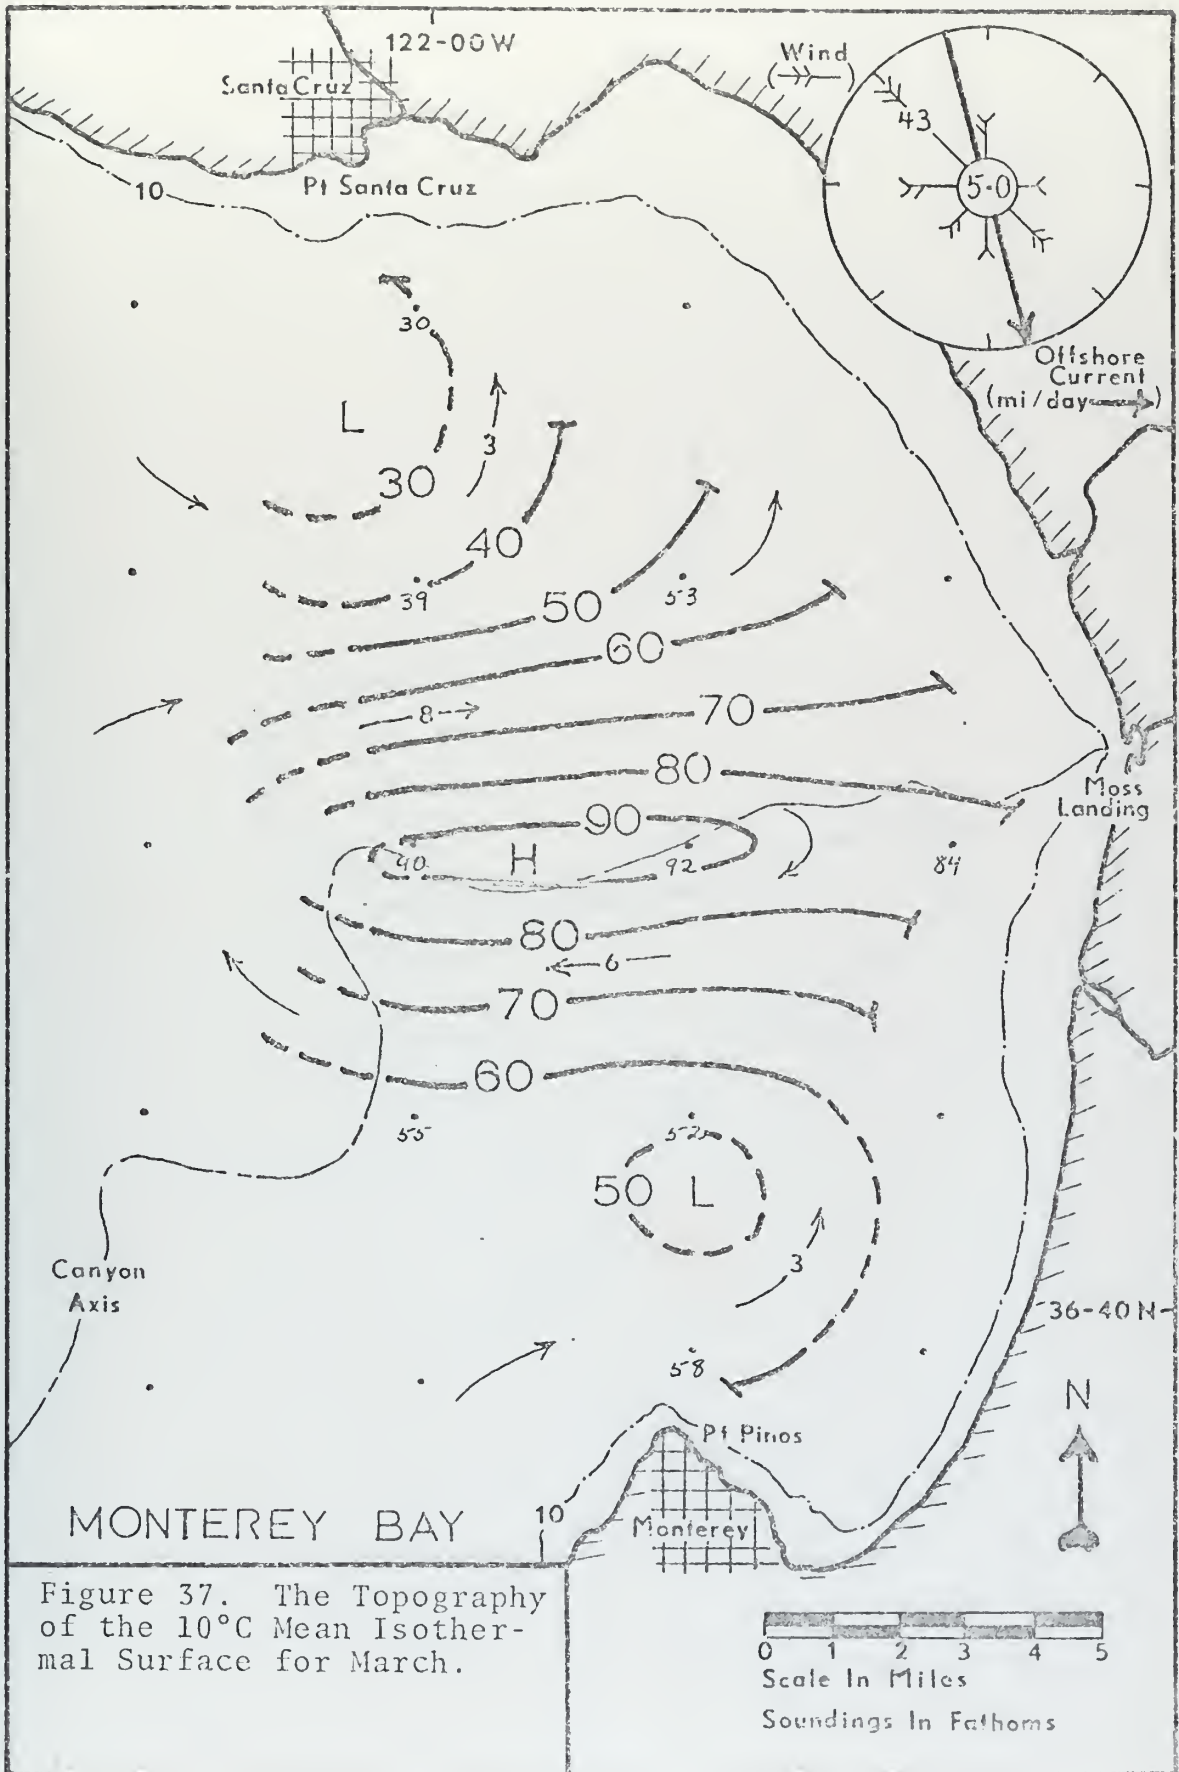 122-00W
Wind
Santa Cruz
43
5-0
10
Pt Santa Cruz
Offshore
Current
(mi/day)
30
L
3
30
40
39
50
53
60
70
8
80
90
Moss
Landing
90
H
92
84
80
6
70
60
55
52
50 L
Canyon
Axis
3
36-40N
58
N
Pt Pinos
MONTEREY BAY
10
Monterey
Figure 37. The Topography
of the 10°C Mean Isother-
mal Surface for March.
0 1 2 3 4 5
Scale In Miles
Soundings In Fathoms